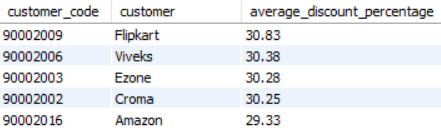 customer_code customer average_discount_percentage
90002009 Flipkart 30.83
90002006 Viveks 30.38
90002003 Ezone 30.28
90002002 Croma 30.25
90002016 Amazon 29.33